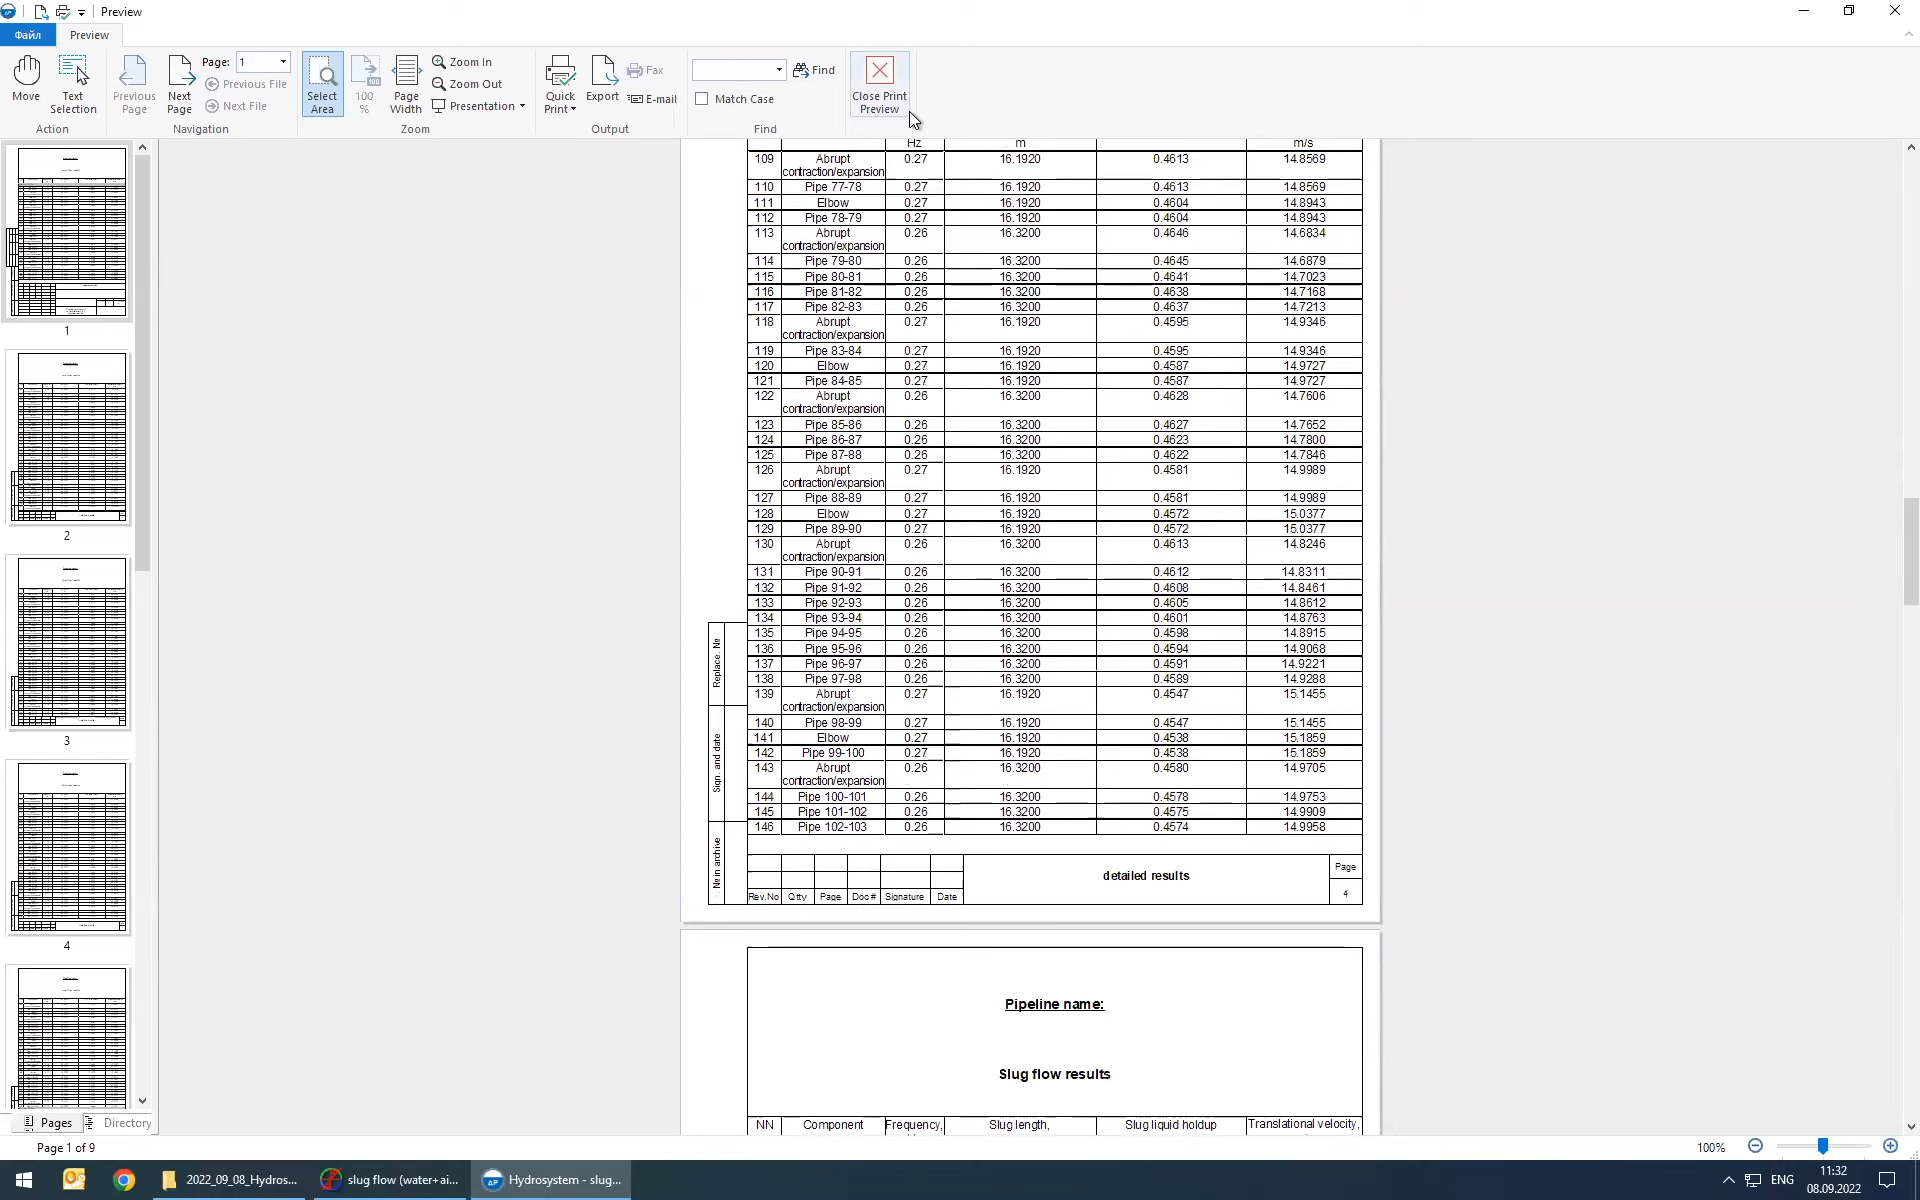 Preview
Файл Preview
Move
Text Selection
Action
Previous Page
Next Page
Page: 1
Previous File
Next File
Navigation
Select Area
100 %
Page Width
Zoom In
Zoom Out
Presentation
Zoom
Quick Print
Export
Fax
E-mail
Output
Find
Match Case
Find
Close Print Preview
1
2
3
4
Hz m m/s
109 Abrupt contraction/expansion 0.27 16.1920 0.4613 14.8569
110 Pipe 77-78 0.27 16.1920 0.4613 14.8569
111 Elbow 0.27 16.1920 0.4604 14.8943
112 Pipe 78-79 0.27 16.1920 0.4604 14.8943
113 Abrupt contraction/expansion 0.26 16.3200 0.4646 14.6834
114 Pipe 79-80 0.26 16.3200 0.4645 14.6879
115 Pipe 80-81 0.26 16.3200 0.4641 14.7023
116 Pipe 81-82 0.26 16.3200 0.4638 14.7168
117 Pipe 82-83 0.26 16.3200 0.4637 14.7213
118 Abrupt contraction/expansion 0.27 16.1920 0.4595 14.9346
119 Pipe 83-84 0.27 16.1920 0.4595 14.9346
120 Elbow 0.27 16.1920 0.4587 14.9727
121 Pipe 84-85 0.27 16.1920 0.4587 14.9727
122 Abrupt contraction/expansion 0.26 16.3200 0.4628 14.7606
123 Pipe 85-86 0.26 16.3200 0.4627 14.7652
124 Pipe 86-87 0.26 16.3200 0.4623 14.7800
125 Pipe 87-88 0.26 16.3200 0.4622 14.7846
126 Abrupt contraction/expansion 0.27 16.1920 0.4581 14.9989
127 Pipe 88-89 0.27 16.1920 0.4581 14.9989
128 Elbow 0.27 16.1920 0.4572 15.0377
129 Pipe 89-90 0.27 16.1920 0.4572 15.0377
130 Abrupt contraction/expansion 0.26 16.3200 0.4613 14.8246
131 Pipe 90-91 0.26 16.3200 0.4612 14.8311
132 Pipe 91-92 0.26 16.3200 0.4608 14.8461
133 Pipe 92-93 0.26 16.3200 0.4605 14.8612
134 Pipe 93-94 0.26 16.3200 0.4601 14.8763
135 Pipe 94-95 0.26 16.3200 0.4598 14.8915
136 Pipe 95-96 0.26 16.3200 0.4594 14.9068
137 Pipe 96-97 0.26 16.3200 0.4591 14.9221
138 Pipe 97-98 0.26 16.3200 0.4589 14.9288
139 Abrupt contraction/expansion 0.27 16.1920 0.4547 15.1455
140 Pipe 98-99 0.27 16.1920 0.4547 15.1455
141 Elbow 0.27 16.1920 0.4538 15.1859
142 Pipe 99-100 0.27 16.1920 0.4538 15.1859
143 Abrupt contraction/expansion 0.26 16.3200 0.4580 14.9705
144 Pipe 100-101 0.26 16.3200 0.4578 14.9753
145 Pipe 101-102 0.26 16.3200 0.4575 14.9909
146 Pipe 102-103 0.26 16.3200 0.4574 14.9958
Replace. №
Sign. and date
№ in archive
Rev.No Qtty Page Doc# Signature Date
detailed results
Page
4
Pipeline name:
Slug flow results
NN Component Frequency, Slug length, Slug liquid holdup Translational velocity,
Pages Directory
Page 1 of 9
100%
2022_09_08_Hydros...
slug flow (water+ai...
AP
Hydrosystem - slug...
ENG
11:32
08.09.2022